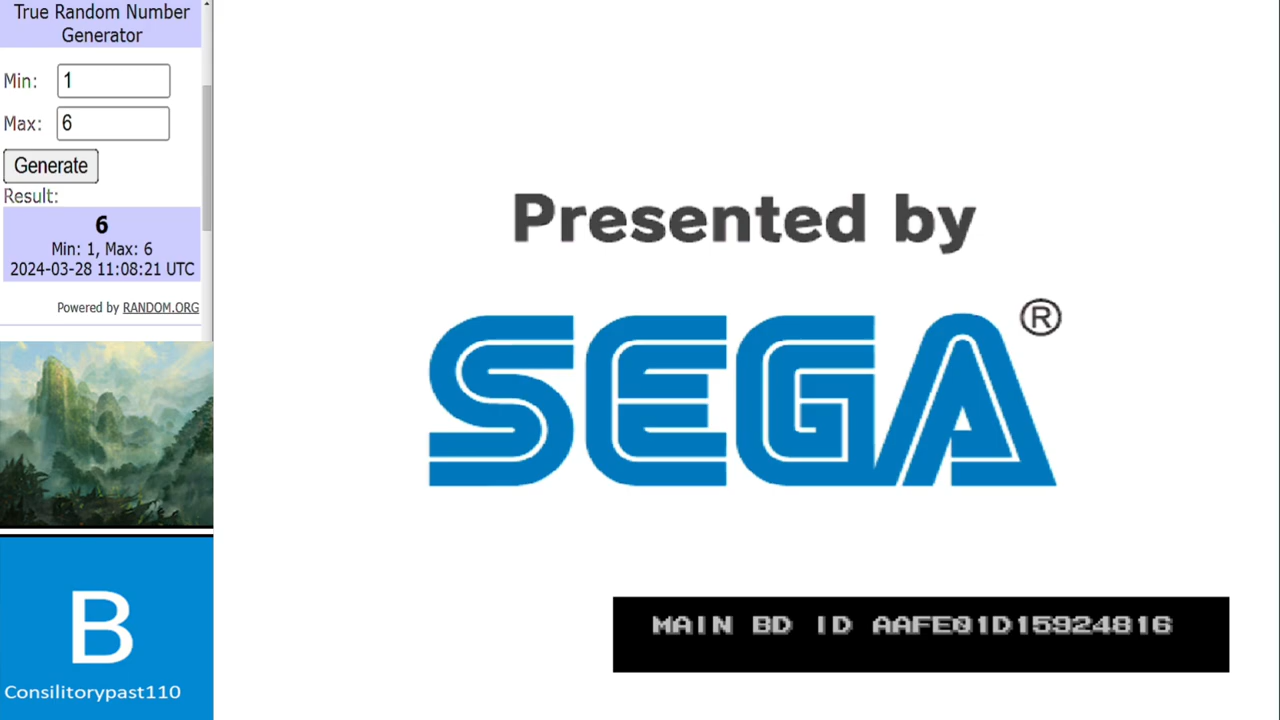 True Random Number
Generator
Min: 1
Max: 6
Generate
Result:
6
Min: 1, Max: 6
2024-03-28 11:08:21 UTC
Powered by RANDOM.ORG
Presented by
SEGA®
MAIN BD ID AAFE01D15924816
B
Consilitorypast110